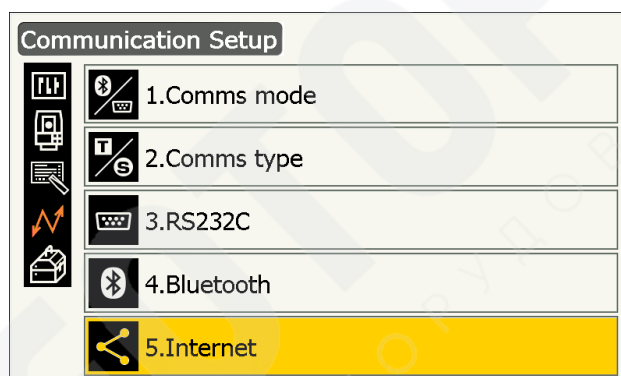 Communication Setup
1.Comms mode
T
S
2.Comms type
3.RS232C
4.Bluetooth
5.Internet